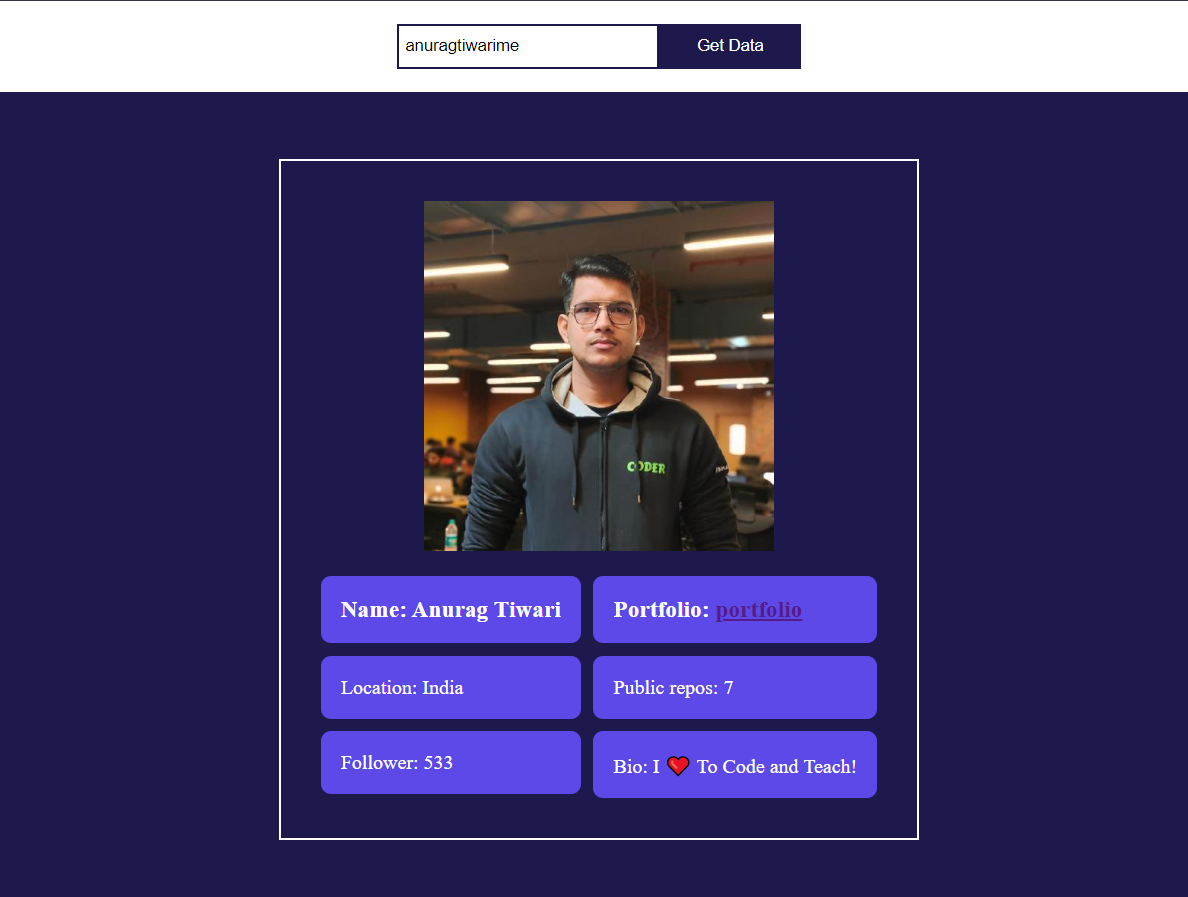 anuragtiwarime
Get Data
CODER
Name: Anurag Tiwari
Portfolio: portfolio
Location: India
Public repos: 7
Follower: 533
Bio: I ❤️ To Code and Teach!